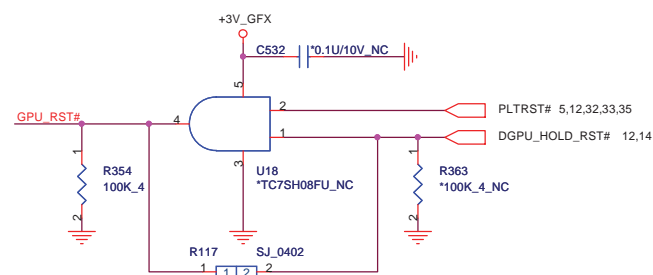 +3V_GFX
C532 *0.1U/10V_NC
5
GPU_RST# 4 2 PLTRST# 5,12,32,33,35
1 DGPU_HOLD_RST# 12,14
1 3 U18 1
R354 *TC7SH08FU_NC R363
100K_4 *100K_4_NC
2 2
R117 SJ_0402
1 1 2 2